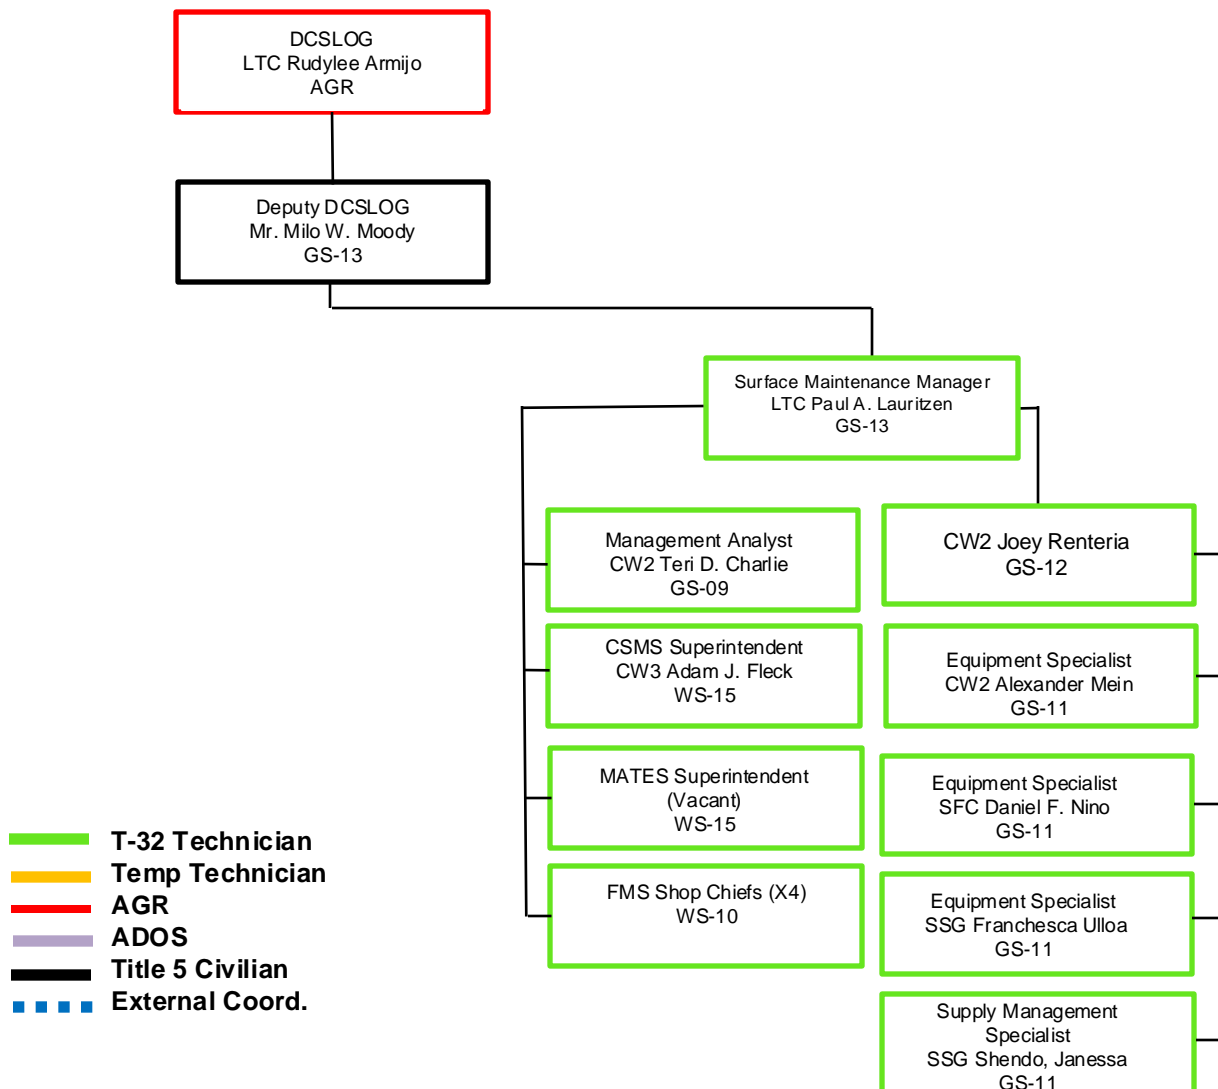 DCSLOG
LTC Rudylee Armijo
AGR
Deputy DCSLOG
Mr. Milo W. Moody
GS-13
Surface Maintenance Manager
LTC Paul A. Lauritzen
GS-13
Management Analyst
CW2 Teri D. Charlie
GS-09
CSMS Superintendent
CW3 Adam J. Fleck
WS-15
MATES Superintendent
(Vacant)
WS-15
FMS Shop Chiefs (X4)
WS-10
CW2 Joey Renteria
GS-12
Equipment Specialist
CW2 Alexander Mein
GS-11
Equipment Specialist
SFC Daniel F. Nino
GS-11
Equipment Specialist
SSG Franchesca Ulloa
GS-11
Supply Management
Specialist
SSG Shendo, Janessa
GS-11
T-32 Technician
Temp Technician
AGR
ADOS
Title 5 Civilian
External Coord.